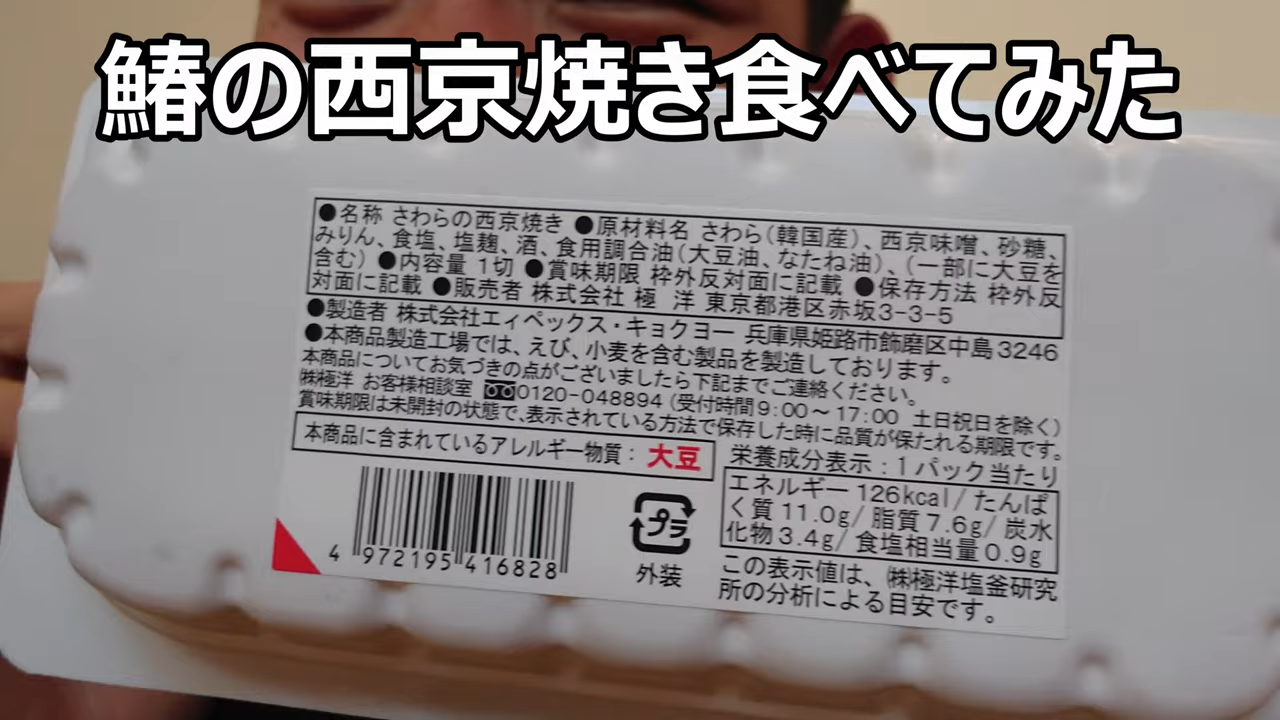 鰆の西京焼き食べてみた
●名称 さわらの西京焼き ●原材料名 さわら(韓国産)、西京味噌、砂糖、
みりん、食塩、塩麹、酒、食用調合油(大豆油、なたね油)、(一部に大豆を
含む) ●内容量 1切 ●賞味期限 枠外反対面に記載 ●保存方法 枠外反
対面に記載 ●販売者 株式会社 極 洋 東京都港区赤坂3-3-5
●製造者 株式会社エィペックス・キョクヨー 兵庫県姫路市飾磨区中島3246
●本商品製造工場では、えび、小麦を含む製品を製造しております。
本商品についてお気づきの点がございましたら下記までご連絡ください。
㈱極洋 お客様相談室 0120-048894 (受付時間9:00〜17:00 土日祝日を除く)
賞味期限は未開封の状態で、表示されている方法で保存した時に品質が保たれる期限です。
本商品に含まれているアレルギー物質:大豆
栄養成分表示:1パック当たり
エネルギー126kcal/たんぱ
く質11.0g/脂質7.6g/炭水
化物3.4g/食塩相当量0.9g
この表示値は、㈱極洋塩釜研究
所の分析による目安です。
プラ
外装
4 972195 416828